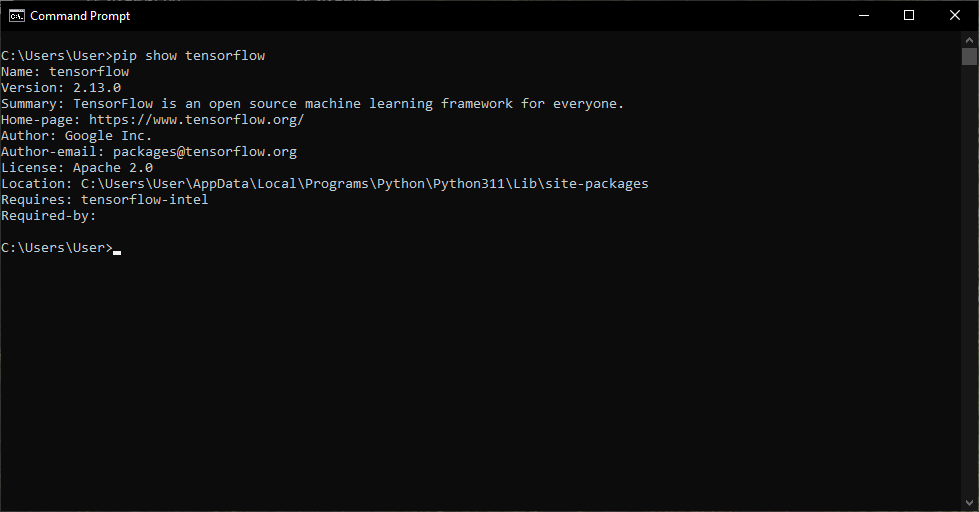 Command Prompt
C:\Users\User>pip show tensorflow
Name: tensorflow
Version: 2.13.0
Summary: TensorFlow is an open source machine learning framework for everyone.
Home-page: https://www.tensorflow.org/
Author: Google Inc.
Author-email: packages@tensorflow.org
License: Apache 2.0
Location: C:\Users\User\AppData\Local\Programs\Python\Python311\Lib\site-packages
Requires: tensorflow-intel
Required-by:
C:\Users\User>